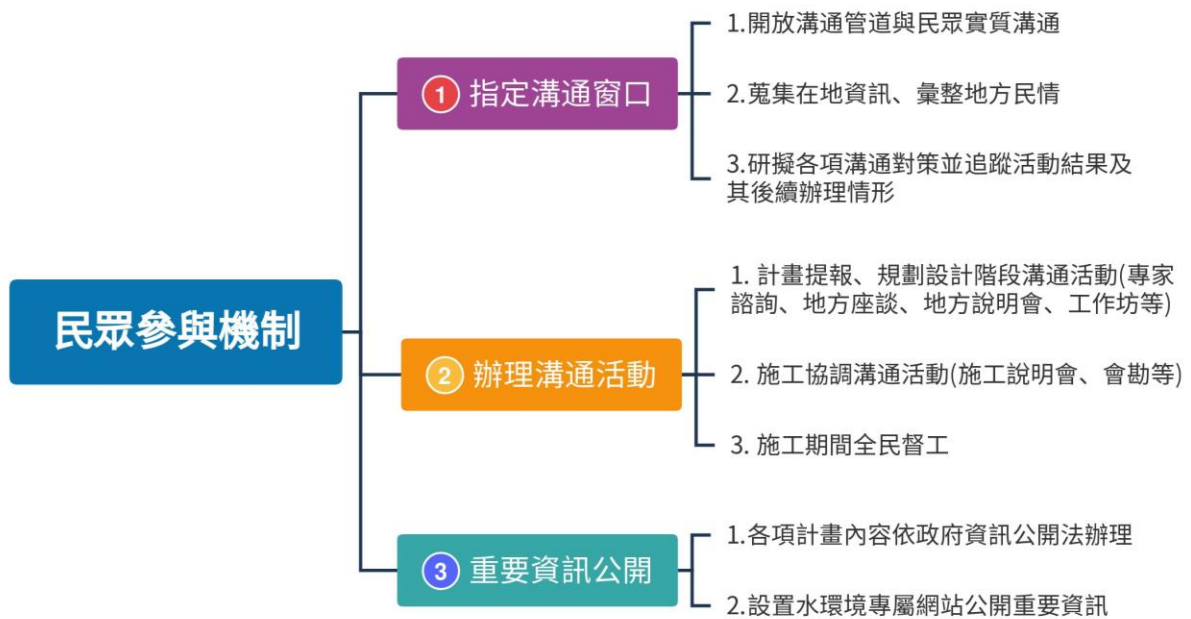 民眾參與機制
1 指定溝通窗口
1.開放溝通管道與民眾實質溝通
2.蒐集在地資訊、彙整地方民情
3.研擬各項溝通對策並追蹤活動結果及
其後續辦理情形
2 辦理溝通活動
1. 計畫提報、規劃設計階段溝通活動(專家
諮詢、地方座談、地方說明會、工作坊等)
2. 施工協調溝通活動(施工說明會、會勘等)
3. 施工期間全民督工
3 重要資訊公開
1.各項計畫內容依政府資訊公開法辦理
2.設置水環境專屬網站公開重要資訊